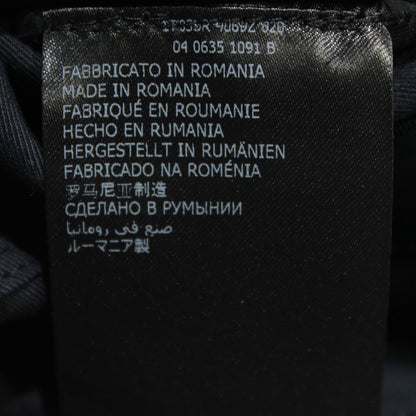 04 0635 1091 B
FABBRICATO IN ROMANIA
MADE IN ROMANIA
FABRIQUÉ EN ROUMANIE
HECHO EN RUMANÍA
HERGESTELLT IN RUMÄNIEN
FABRICADO NA ROMÉNIA
罗马尼亚制造
СДЕЛАНО В РУМЫНИИ
صنع في رومانيا
ルーマニア製